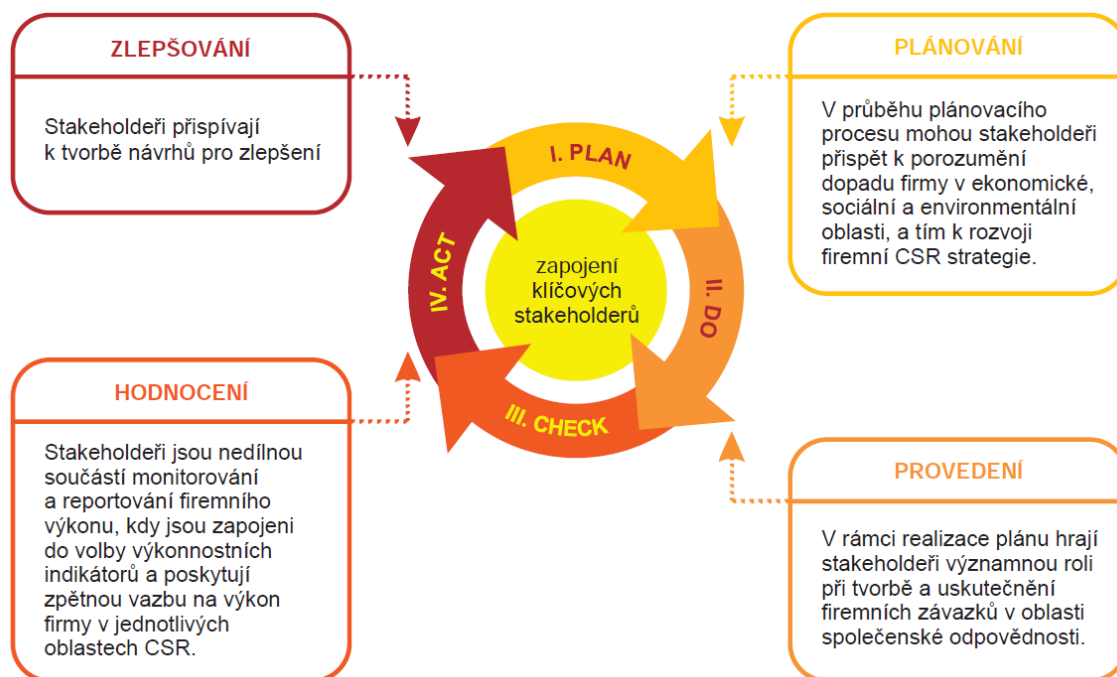 ZLEPŠOVÁNÍ
Stakeholdeři přispívají
k tvorbě návrhů pro zlepšení
PLÁNOVÁNÍ
V průběhu plánovacího
procesu mohou stakeholdeři
přispět k porozumění
dopadu firmy v ekonomické,
sociální a environmentální
oblasti, a tím k rozvoji
firemní CSR strategie.
I. PLAN
II. DO
III. CHECK
IV. ACT
zapojení
klíčových
stakeholderů
HODNOCENÍ
Stakeholdeři jsou nedílnou
součástí monitorování
a reportování firemního
výkonu, kdy jsou zapojeni
do volby výkonnostních
indikátorů a poskytují
zpětnou vazbu na výkon
firmy v jednotlivých
oblastech CSR.
PROVEDENÍ
V rámci realizace plánu hrají
stakeholdeři významnou roli
při tvorbě a uskutečnění
firemních závazků v oblasti
společenské odpovědnosti.